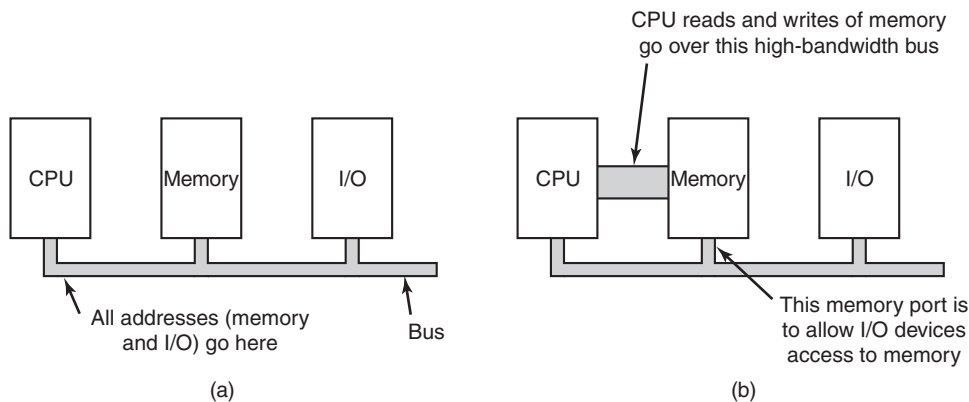 CPU reads and writes of memory
go over this high-bandwidth bus
CPU
Memory
I/O
CPU
Memory
I/O
All addresses (memory
and I/O) go here
Bus
This memory port is
to allow I/O devices
access to memory
(a)
(b)